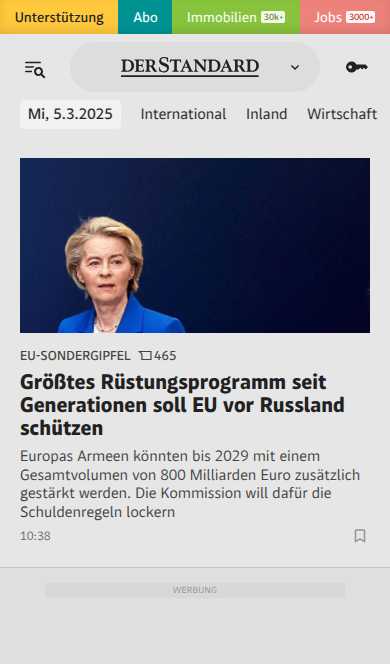 Unterstützung Abo Immobilien 30k+ Jobs 3000+
DERSTANDARD
Mi, 5.3.2025 International Inland Wirtschaft
EU-SONDERGIPFEL 465
Größtes Rüstungsprogramm seit
Generationen soll EU vor Russland
schützen
Europas Armeen könnten bis 2029 mit einem
Gesamtvolumen von 800 Milliarden Euro zusätzlich
gestärkt werden. Die Kommission will dafür die
Schuldenregeln lockern
10:38
WERBUNG